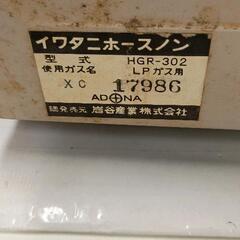 イワタニホースノン
型式 HGR-302
使用ガス名 LPガス用
XC 17986
ADONA
発売元 岩谷産業株式会社